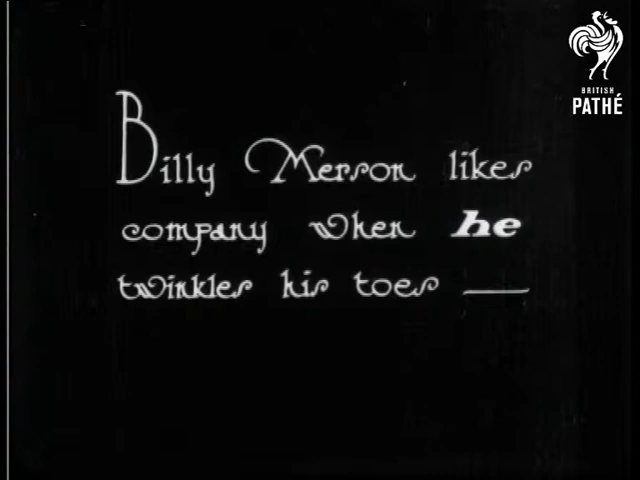 BRITISH
PATHÉ
Billy Merson likes
company when he
twinkles his toes —